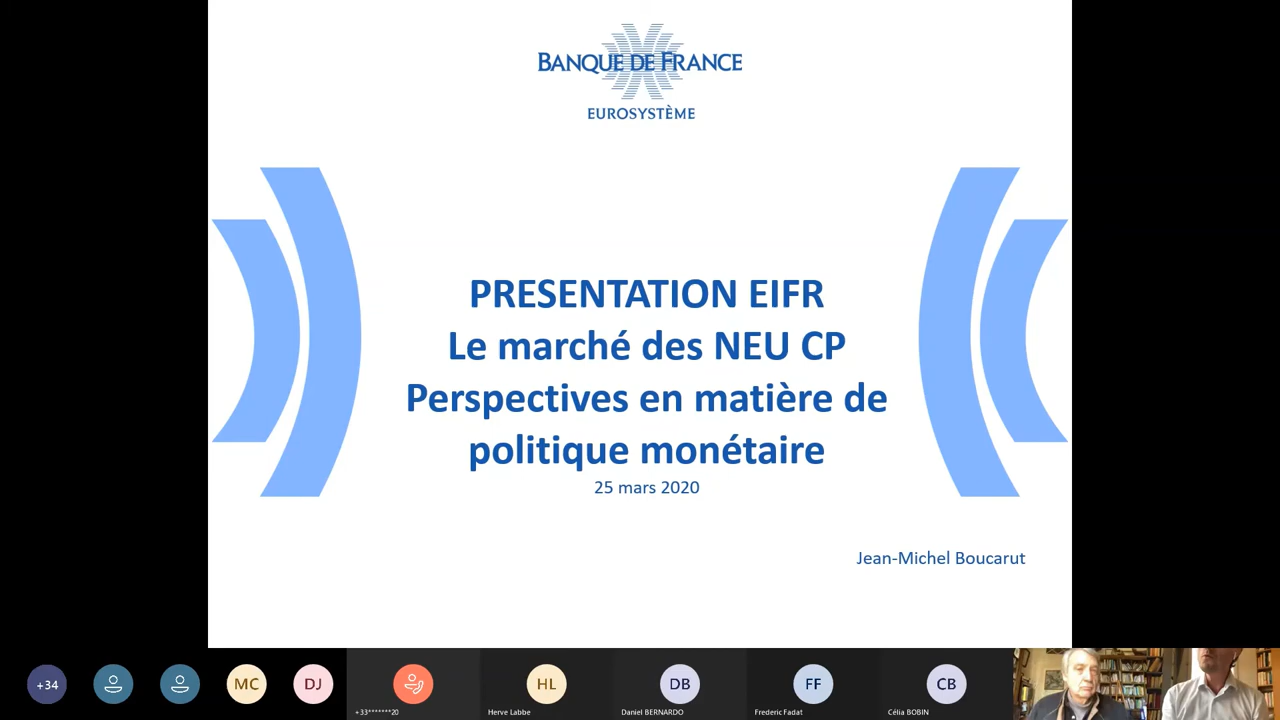 BANQUE DE FRANCE
EUROSYSTÈME
PRESENTATION EIFR
Le marché des NEU CP
Perspectives en matière de
politique monétaire
25 mars 2020
Jean-Michel Boucarut
+34
MC
DJ
HL
DB
FF
CB
+33*******20
Herve Labbe
Daniel BERNARDO
Frederic Fadat
Célia BOBIN